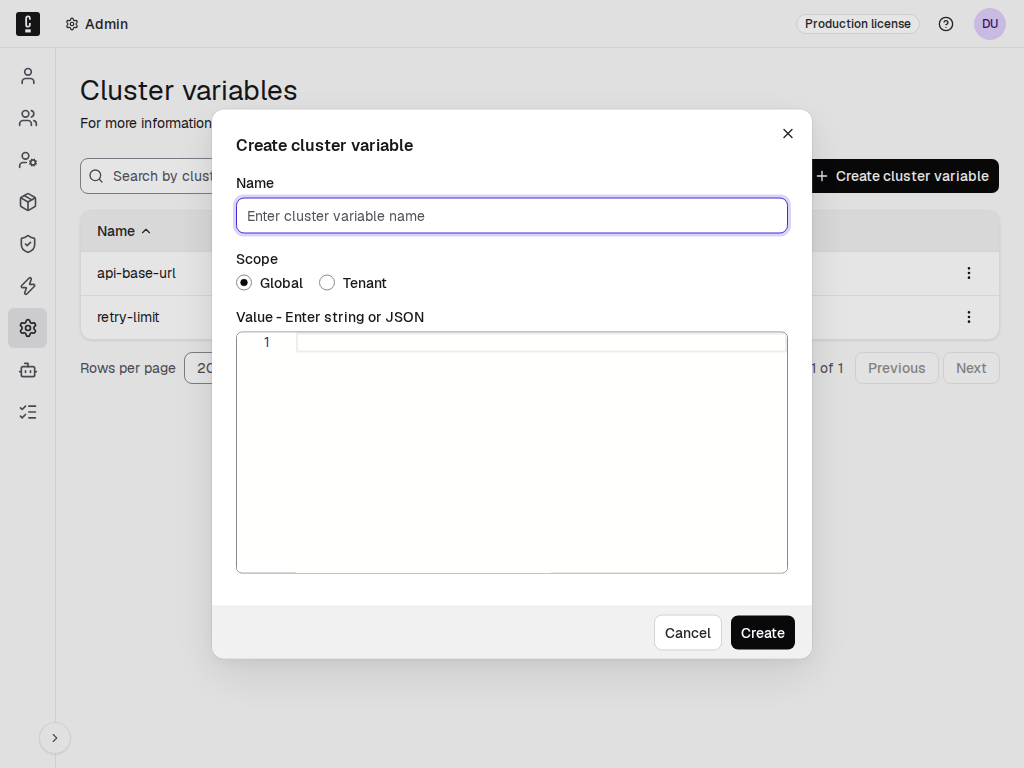 Admin
Production license
DU
Cluster variables
For more information
Create cluster variable
Name
Enter cluster variable name
Scope
Global
Tenant
Value - Enter string or JSON
1
Cancel
Create
Search by clust
Create cluster variable
Name
api-base-url
retry-limit
Rows per page
20
1 of 1
Previous
Next